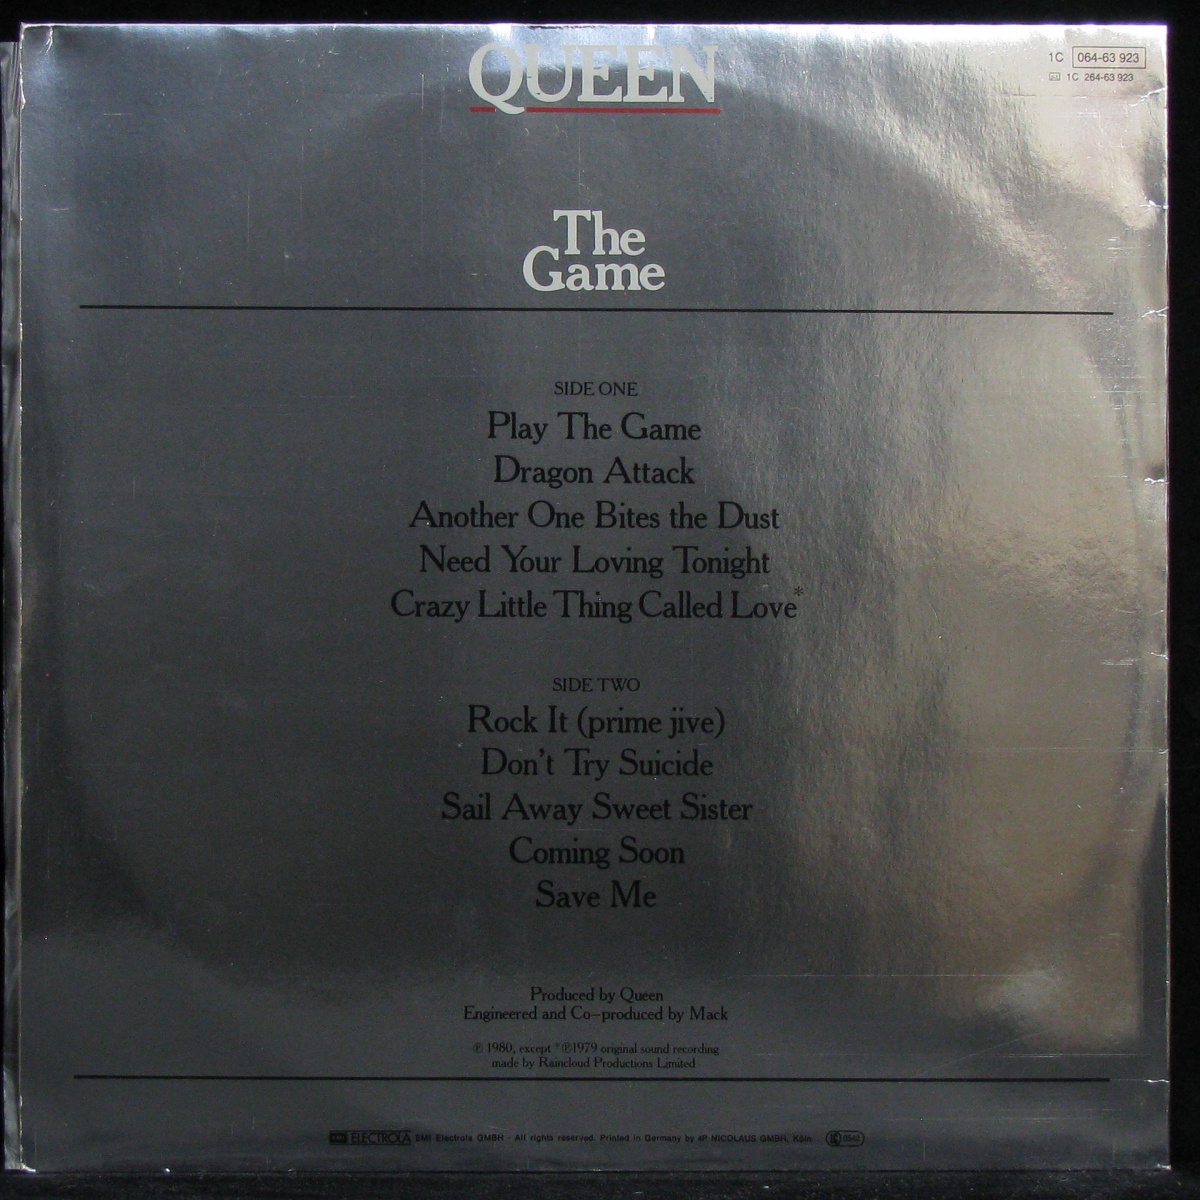 QUEEN
1C 064-63 923
1C 264-63 923
The
Game
SIDE ONE
Play The Game
Dragon Attack
Another One Bites the Dust
Need Your Loving Tonight
Crazy Little Thing Called Love*
SIDE TWO
Rock It (prime jive)
Don't Try Suicide
Sail Away Sweet Sister
Coming Soon
Save Me
Produced by Queen
Engineered and Co-produced by Mack
℗ 1980, except *℗1979 original sound recording
made by Raincloud Productions Limited
EMI ELECTROLA EMI Electrola GMBH · All rights reserved. Printed in Germany by 4P NICOLAUS GMBH, Köln